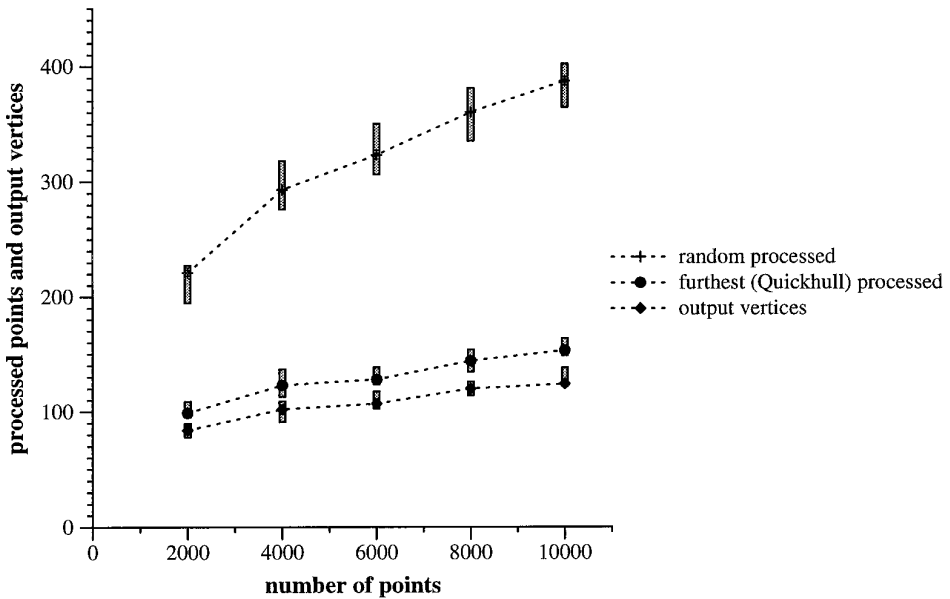 processed points and output vertices
400
300
200
100
0
0 2000 4000 6000 8000 10000
number of points
random processed
furthest (Quickhull) processed
output vertices